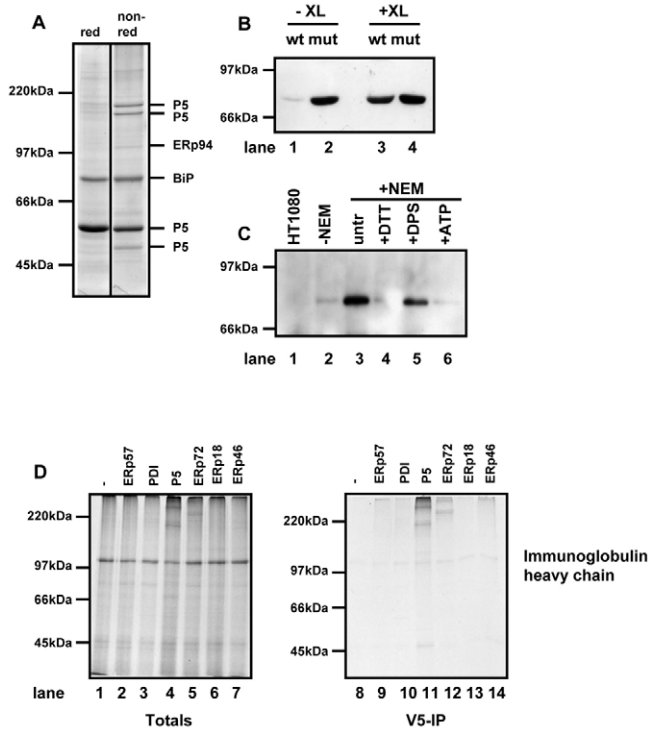 A
red
non-
red
220kDa
97kDa
66kDa
45kDa
P5
P5
ERp94
BiP
P5
P5
B
- XL +XL
wt mut wt mut
97kDa
66kDa
lane 1 2 3 4
C
+NEM
HT1080 -NEM untr +DTT +DPS +ATP
97kDa
66kDa
lane 1 2 3 4 5 6
D
- ERp57 PDI P5 ERp72 ERp18 ERp46
220kDa
97kDa
66kDa
45kDa
lane 1 2 3 4 5 6 7
Totals
- ERp57 PDI P5 ERp72 ERp18 ERp46
220kDa
97kDa
66kDa
45kDa
8 9 10 11 12 13 14
V5-IP
Immunoglobulin
heavy chain